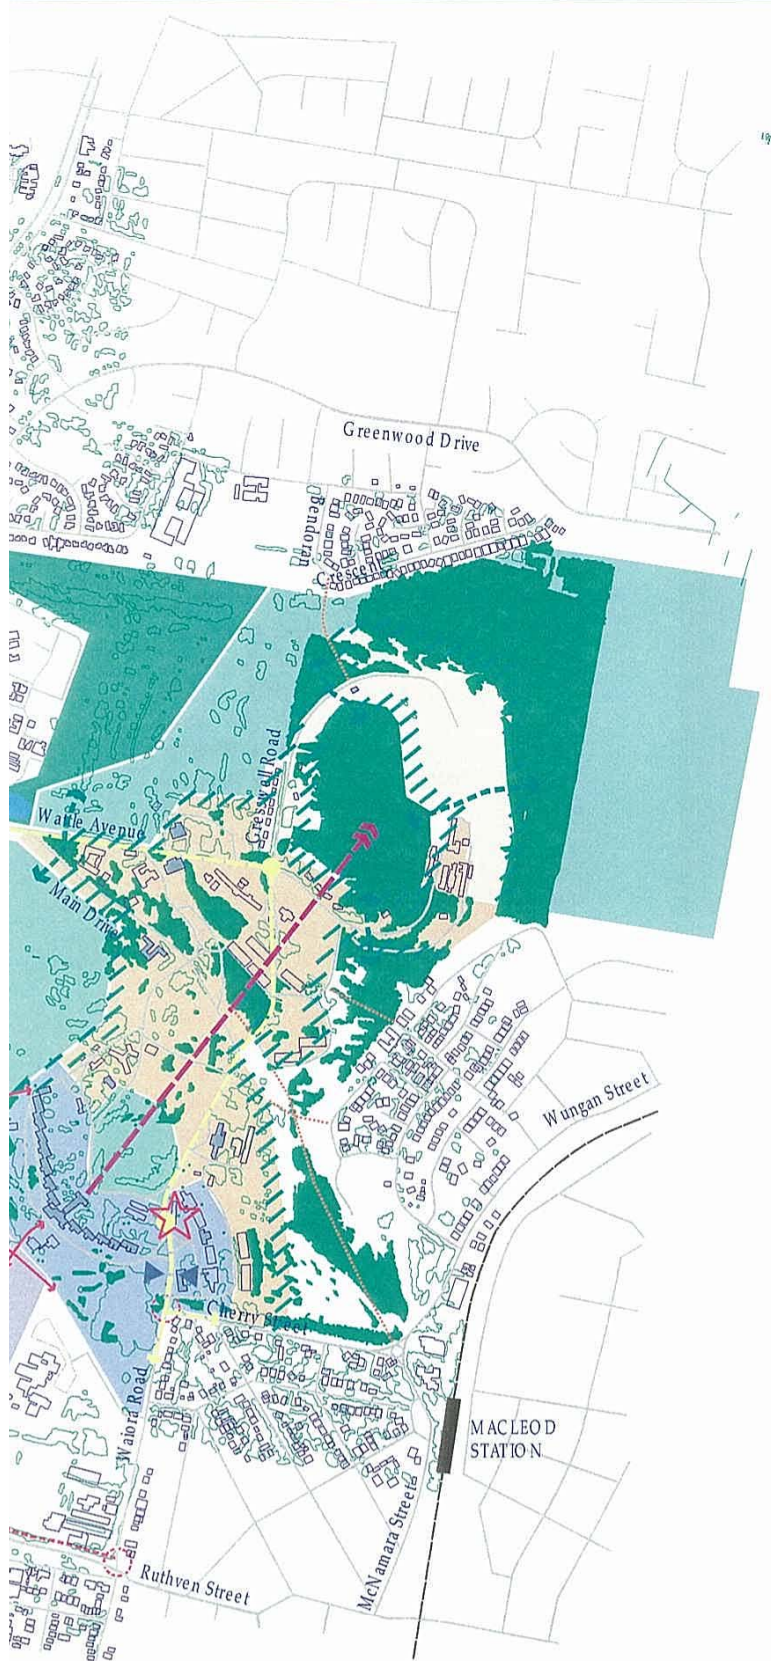 Greenwood Drive
Bendoran
Crescent
Cresswell Road
Wattle Avenue
Main Drive
Wungan Street
Cherry Street
Waiora Road
MACLEOD
STATION
McNamara Street
Ruthven Street